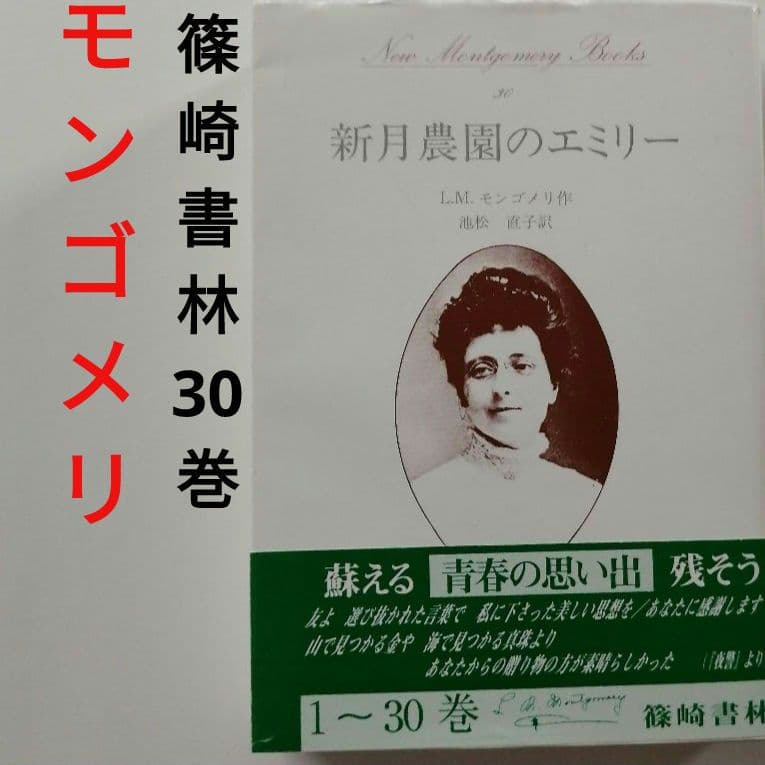 モンゴメリ
篠崎書林30巻
New Montgomery Books
30
新月農園のエミリー
L.M. モンゴメリ作
池松 直子訳
蘇える 青春の思い出 残そう
友よ 選び抜かれた言葉で 私に下さった美しい思想を/あなたに感謝します
山で見つかる金や 海で見つかる真珠より
あなたからの贈り物の方が素晴らしかった (『夜警』より
1～30巻 L. M. Montgomery 篠崎書林